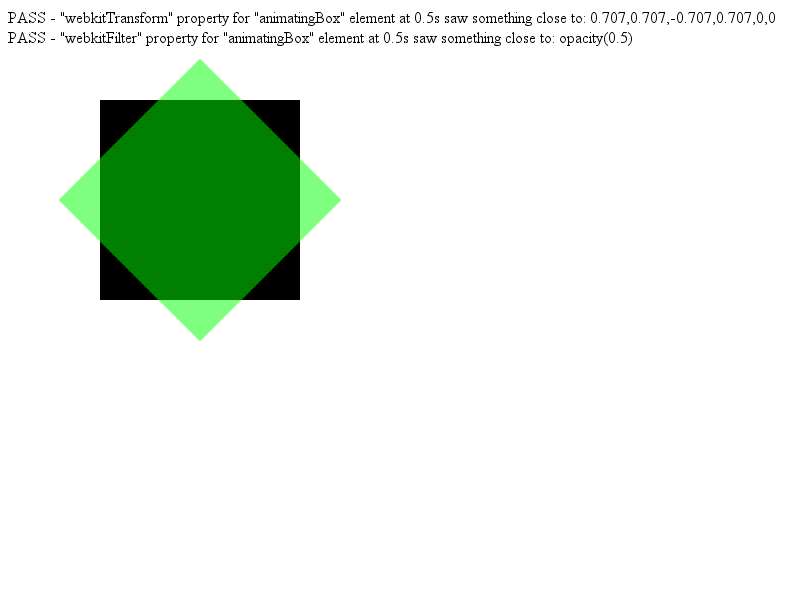 PASS - "webkitTransform" property for "animatingBox" element at 0.5s saw something close to: 0.707,0.707,-0.707,0.707,0,0
PASS - "webkitFilter" property for "animatingBox" element at 0.5s saw something close to: opacity(0.5)